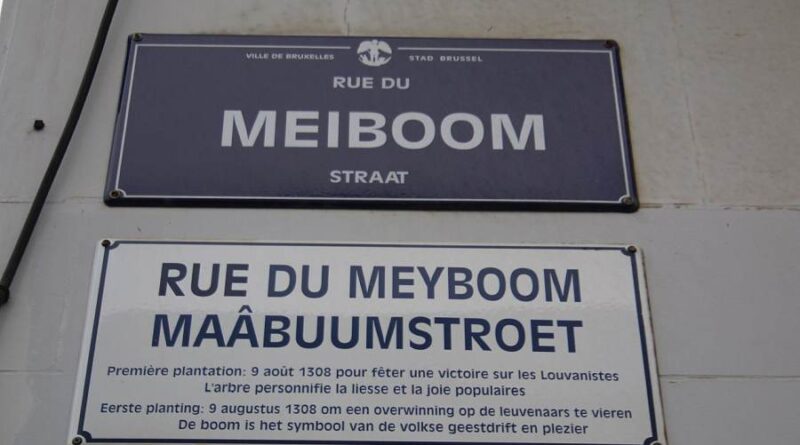 VILLE DE BRUXELLES STAD BRUSSEL
RUE DU
MEIBOOM
STRAAT
RUE DU MEYBOOM
MAÂBUUMSTROET
Première plantation: 9 août 1308 pour fêter une victoire sur les Louvanistes
L'arbre personnifie la liesse et la joie populaires
Eerste planting: 9 augustus 1308 om een overwinning op de leuvenaars te vieren
De boom is het symbool van de volkse geestdrift en plezier